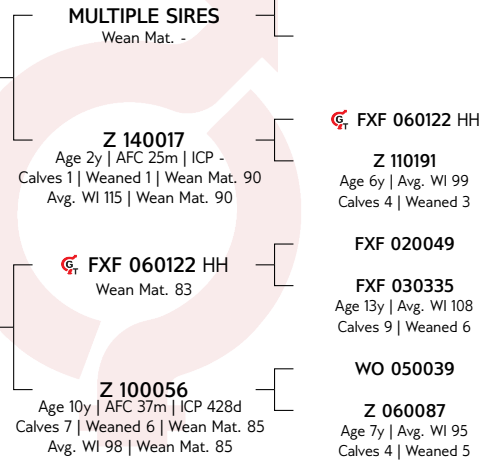 MULTIPLE SIRES
Wean Mat. -
Z 140017
Age 2y | AFC 25m | ICP -
Calves 1 | Weaned 1 | Wean Mat. 90
Avg. WI 115 | Wean Mat. 90
GT FXF 060122 HH
Wean Mat. 83
Z 100056
Age 10y | AFC 37m | ICP 428d
Calves 7 | Weaned 6 | Wean Mat. 85
Avg. WI 98 | Wean Mat. 85
GT FXF 060122 HH
Z 110191
Age 6y | Avg. WI 99
Calves 4 | Weaned 3
FXF 020049
FXF 030335
Age 13y | Avg. WI 108
Calves 9 | Weaned 6
WO 050039
Z 060087
Age 7y | Avg. WI 95
Calves 4 | Weaned 5